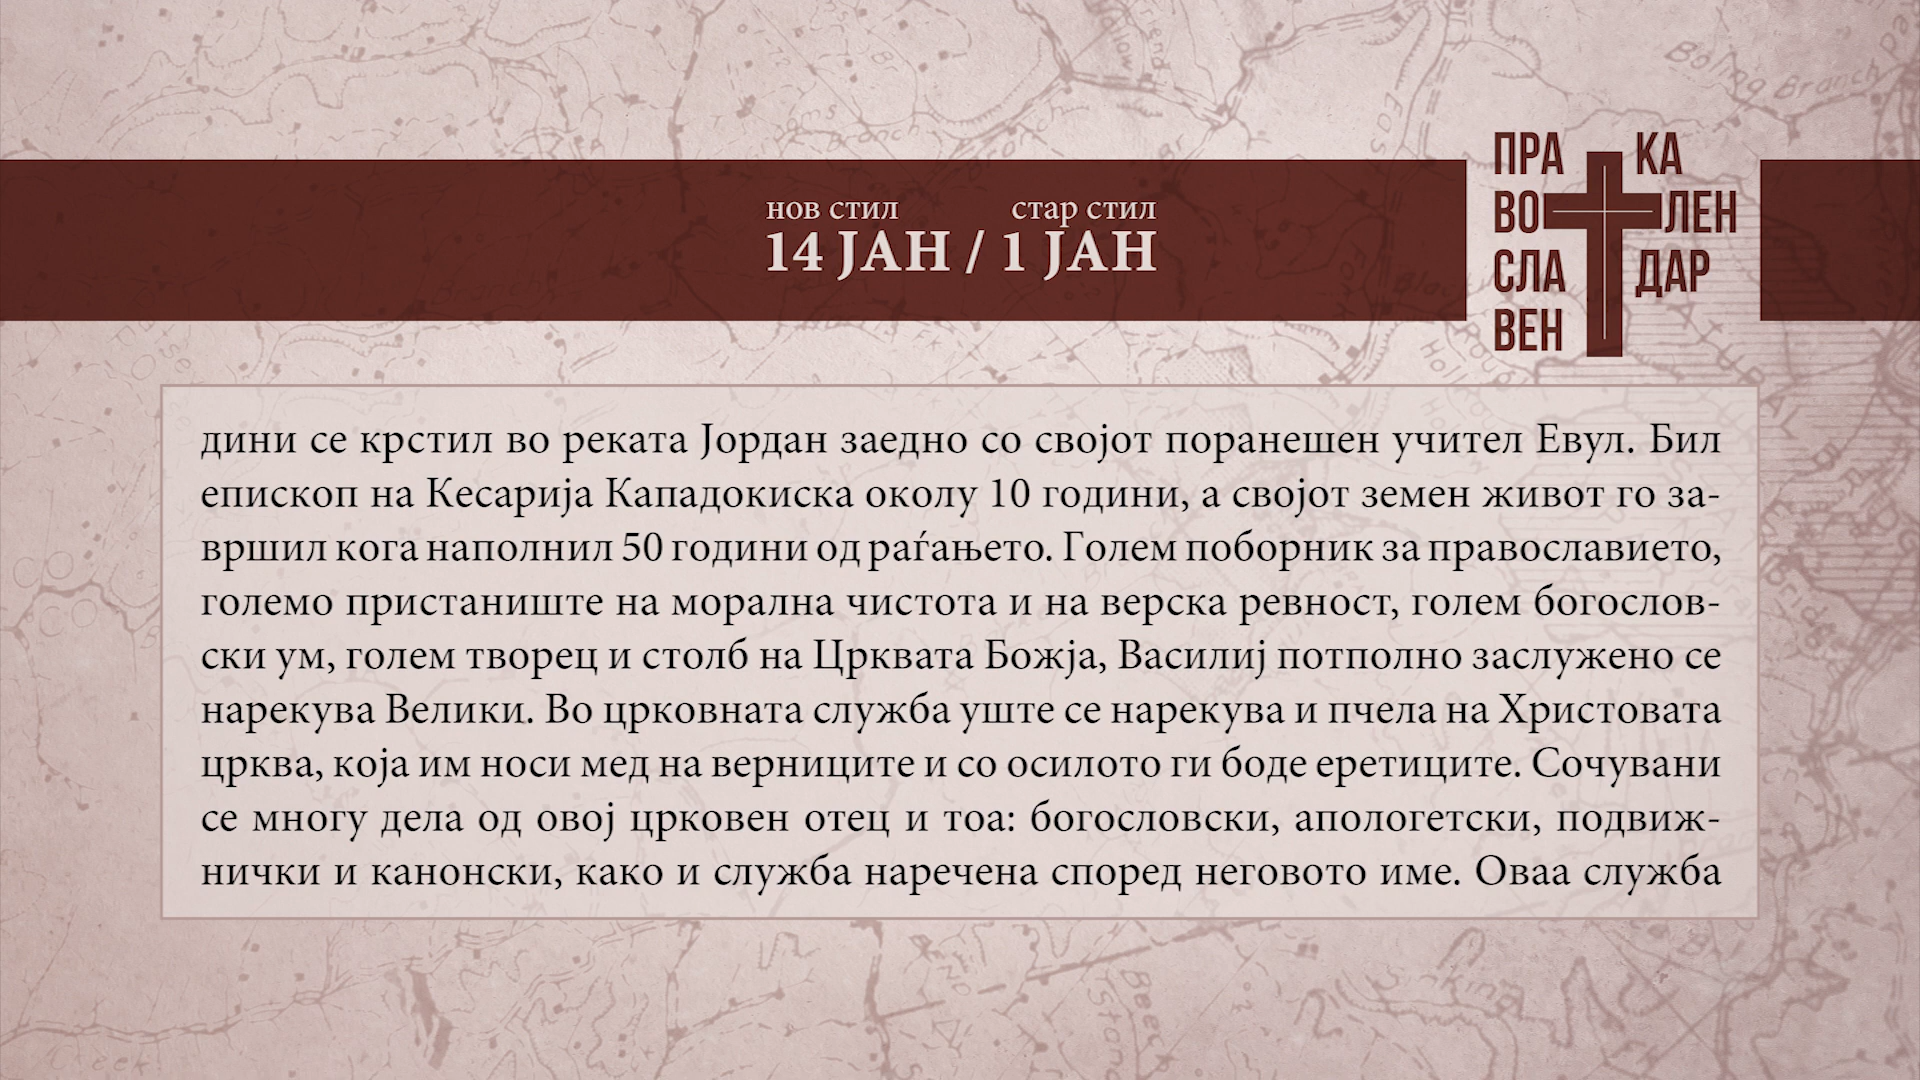 нов стил стар стил
14 ЈАН / 1 ЈАН
ПРА КА
ВО ЛЕН
СЛА ДАР
ВЕН
дини се крстил во реката Јордан заедно со својот поранешен учител Евул. Бил
епископ на Кесарија Кападокиска околу 10 години, а својот земен живот го за-
вршил кога наполнил 50 години од раѓањето. Голем поборник за православието,
големо пристаниште на морална чистота и на верска ревност, голем богослов-
ски ум, голем творец и столб на Црквата Божја, Василиј потполно заслужено се
нарекува Велики. Во црковната служба уште се нарекува и пчела на Христовата
црква, која им носи мед на верниците и со осилото ги боде еретиците. Сочувани
се многу дела од овој црковен отец и тоа: богословски, апологетски, подвиж-
нички и канонски, како и служба наречена според неговото име. Оваа служба
Boling Branch
Creek